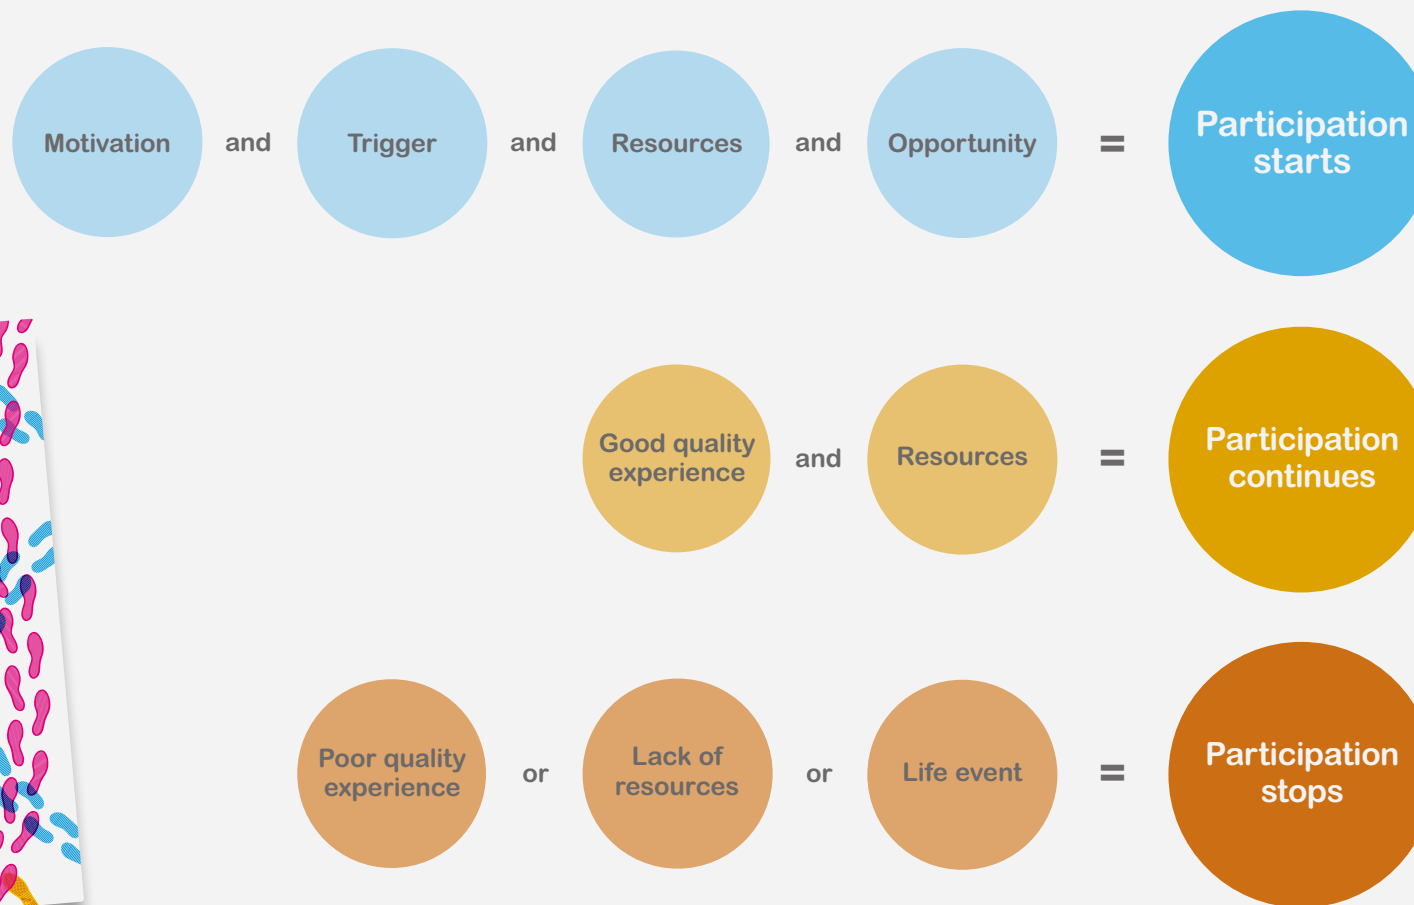 Motivation and Trigger and Resources and Opportunity = Participation
starts
Good quality
experience and Resources = Participation
continues
Poor quality
experience or Lack of
resources or Life event = Participation
stops